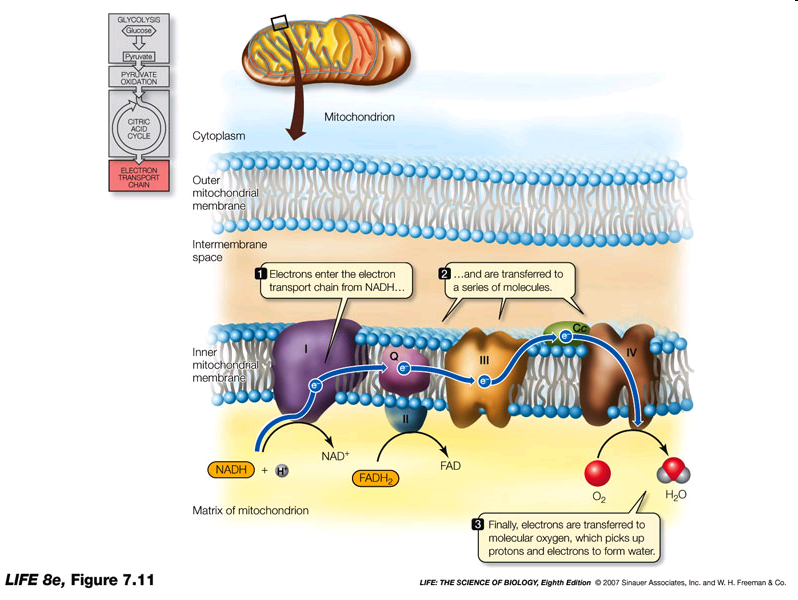 GLYCOLYSIS
Glucose
Pyruvate
PYRUVATE
OXIDATION
CITRIC
ACID
CYCLE
ELECTRON
TRANSPORT
CHAIN
Mitochondrion
Cytoplasm
Outer
mitochondrial
membrane
Intermembrane
space
1 Electrons enter the electron
transport chain from NADH…
2 …and are transferred to
a series of molecules.
Inner
mitochondrial
membrane
I
Q
II
III
Cc
IV
e–
e–
e–
e–
NADH + H+
NAD+
FADH2
FAD
O2
H2O
Matrix of mitochondrion
3 Finally, electrons are transferred to
molecular oxygen, which picks up
protons and electrons to form water.
LIFE 8e, Figure 7.11
LIFE: THE SCIENCE OF BIOLOGY, Eighth Edition © 2007 Sinauer Associates, Inc. and W. H. Freeman & Co.